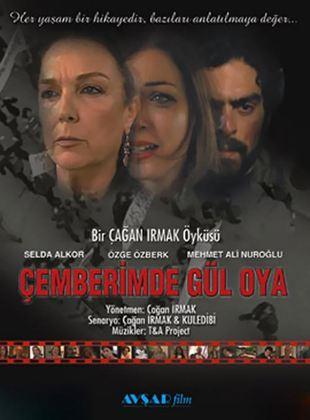 Her yaşam bir hikayedir, bazıları anlatılmaya değer...
Bir ÇAĞAN IRMAK Öyküsü
SELDA ALKOR ÖZGE ÖZBERK MEHMET ALİ NUROĞLU
ÇEMBERİMDE GÜL OYA
Yönetmen: Çağan IRMAK
Senaryo: Çağan IRMAK & KULEDİBİ
Müzikler: T&A Project
AVŞAR film